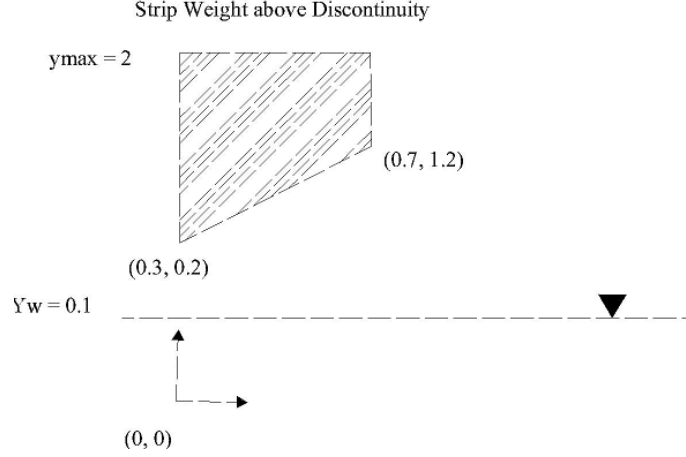 Strip Weight above Discontinuity
ymax = 2
(0.7, 1.2)
(0.3, 0.2)
Yw = 0.1
(0, 0)